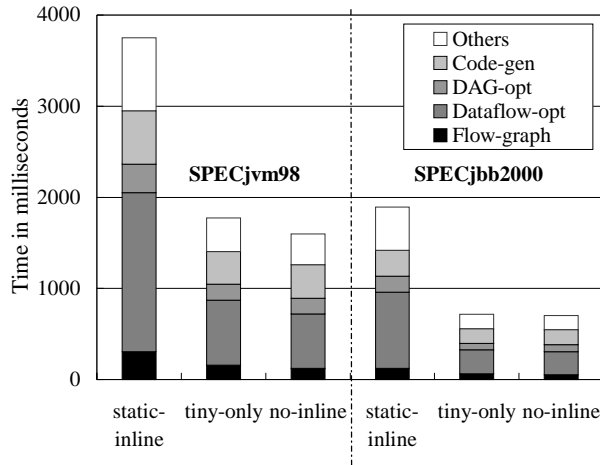 4000
3000
2000
1000
0
Time in milliseconds
Others
Code-gen
DAG-opt
Dataflow-opt
Flow-graph
SPECjvm98
SPECjbb2000
static-
inline
tiny-only
no-inline
static-
inline
tiny-only
no-inline